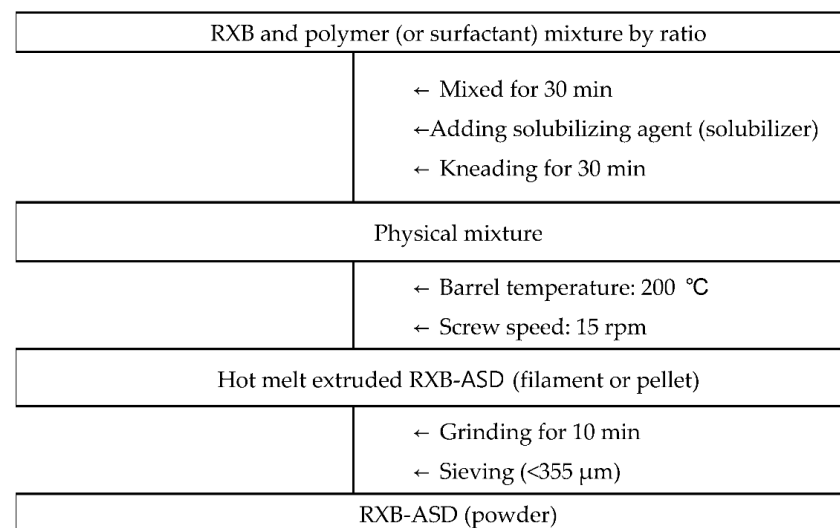 RXB and polymer (or surfactant) mixture by ratio
← Mixed for 30 min
←Adding solubilizing agent (solubilizer)
← Kneading for 30 min
Physical mixture
← Barrel temperature: 200 ℃
← Screw speed: 15 rpm
Hot melt extruded RXB-ASD (filament or pellet)
← Grinding for 10 min
← Sieving (<355 μm)
RXB-ASD (powder)